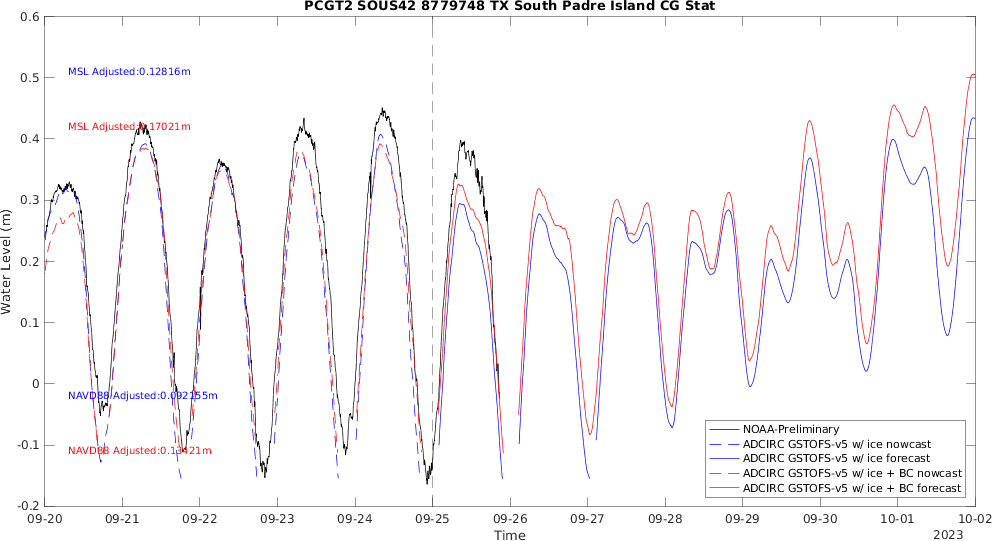 PCGT2 SOUS42 8779748 TX South Padre Island CG Stat
0.6
0.5
0.4
0.3
0.2
0.1
0
-0.1
-0.2
Water Level (m)
MSL Adjusted:0.12816m
MSL Adjusted:0.17021m
NAVD88 Adjusted:0.092155m
NAVD88 Adjusted:0.13421m
NOAA-Preliminary
ADCIRC GSTOFS-v5 w/ ice nowcast
ADCIRC GSTOFS-v5 w/ ice forecast
ADCIRC GSTOFS-v5 w/ ice + BC nowcast
ADCIRC GSTOFS-v5 w/ ice + BC forecast
09-20 09-21 09-22 09-23 09-24 09-25 09-26 09-27 09-28 09-29 09-30 10-01 10-02
Time
2023